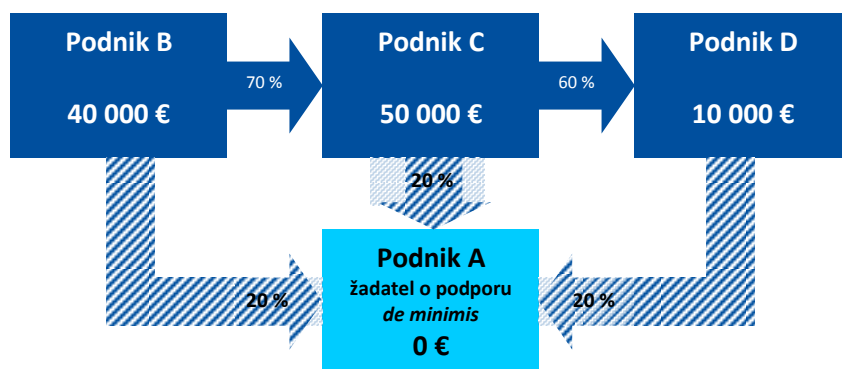 Podnik B
40 000 €
70 %
Podnik C
50 000 €
60 %
Podnik D
10 000 €
20 %
Podnik A
žadatel o podporu
de minimis
0 €
20 %
20 %